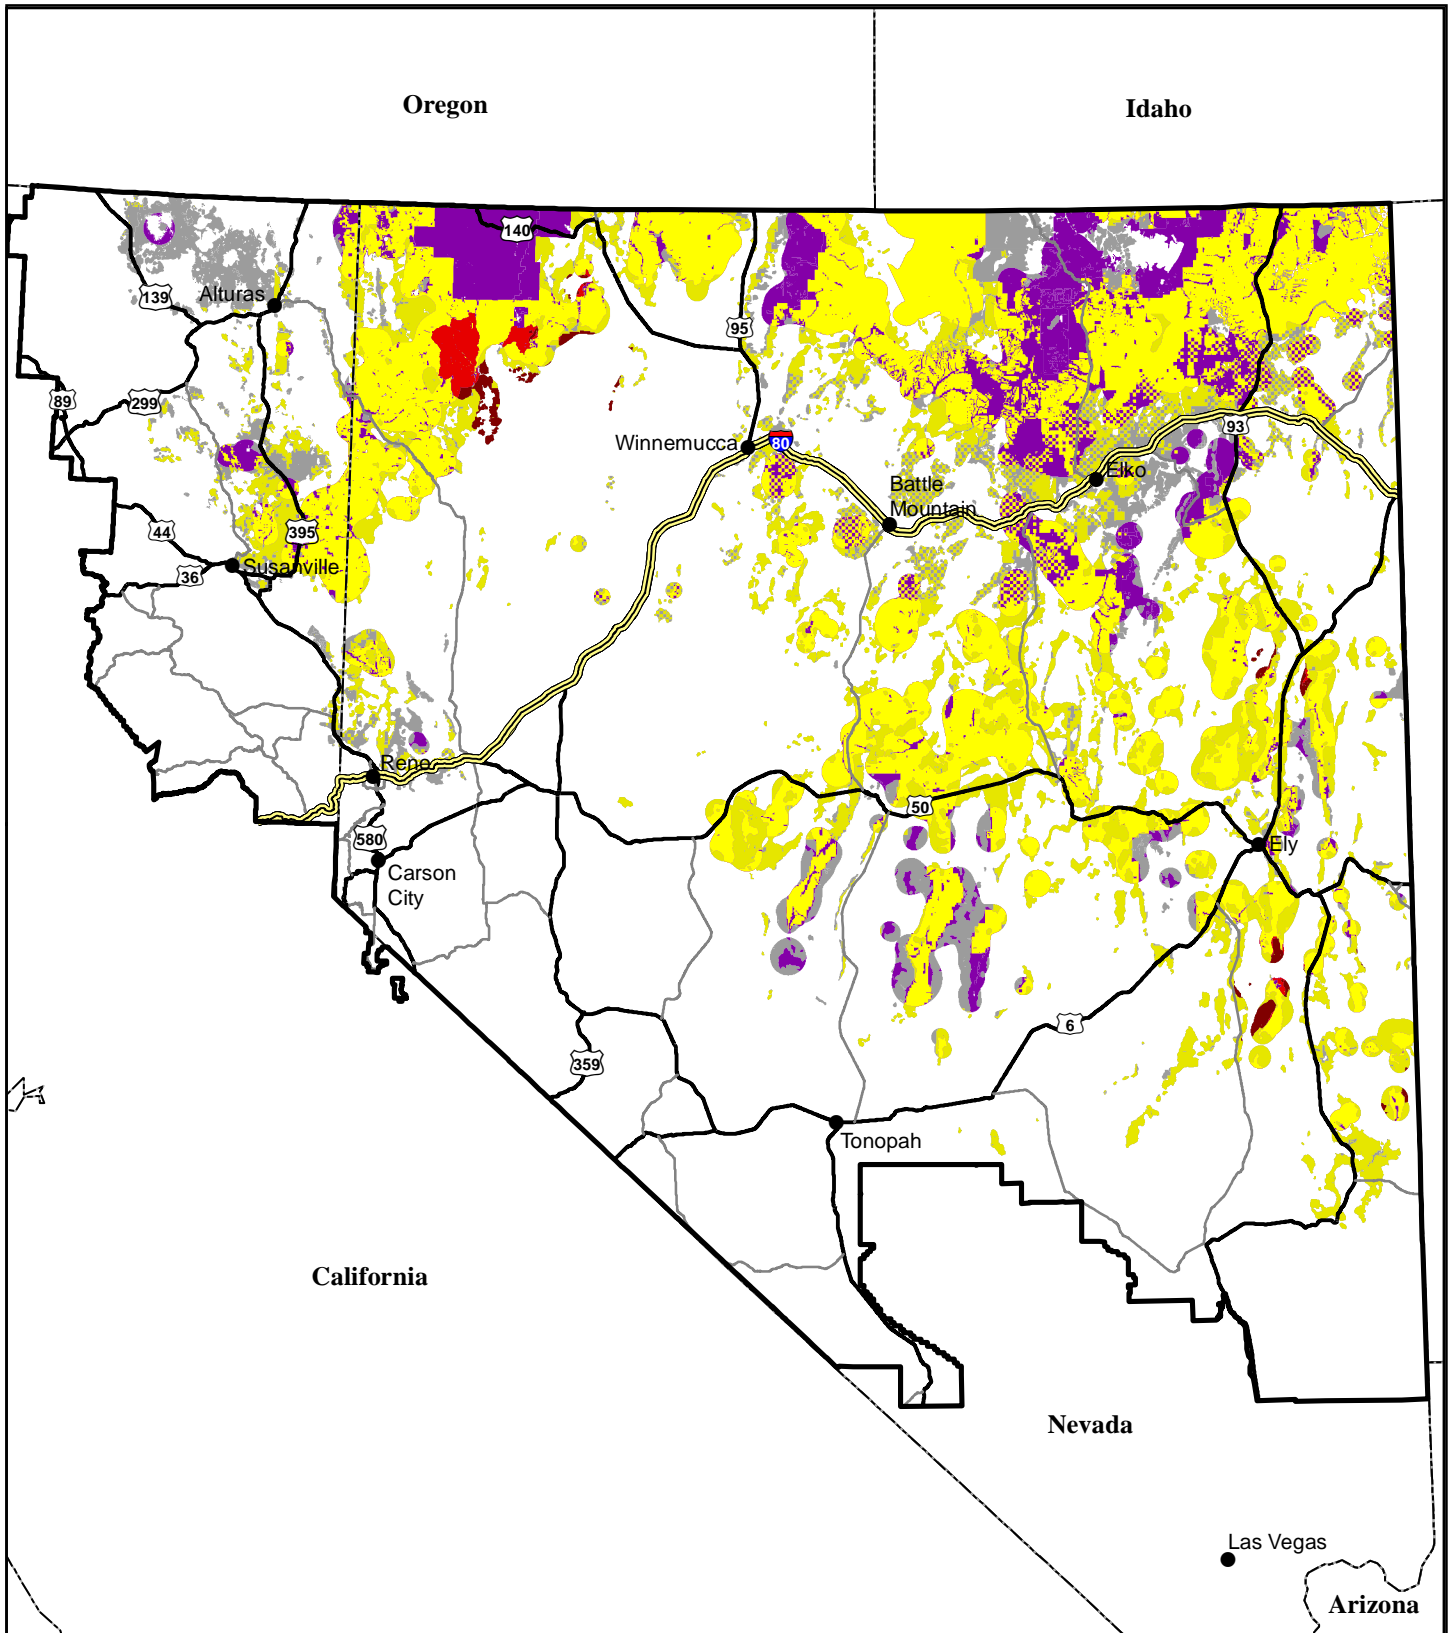 Oregon
Idaho
140
139
Alturas
95
89
299
Winnemucca
80
93
Elko
Battle
Mountain
44
395
36
Susanville
Reno
50
580
Ely
Carson
City
6
359
Tonopah
California
Nevada
Las Vegas
Arizona